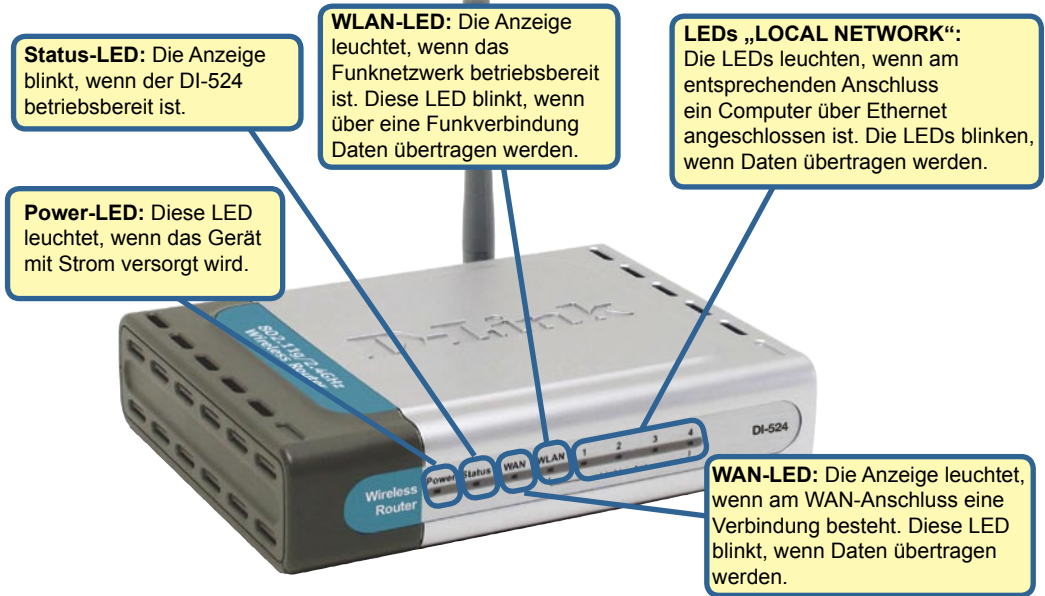 WLAN-LED: Die Anzeige
leuchtet, wenn das
Funknetzwerk betriebsbereit
ist. Diese LED blinkt, wenn
über eine Funkverbindung
Daten übertragen werden.
Status-LED: Die Anzeige
blinkt, wenn der DI-524
betriebsbereit ist.
LEDs „LOCAL NETWORK“:
Die LEDs leuchten, wenn am
entsprechenden Anschluss
ein Computer über Ethernet
angeschlossen ist. Die LEDs blinken,
wenn Daten übertragen werden.
Power-LED: Diese LED
leuchtet, wenn das Gerät
mit Strom versorgt wird.
D-Link
802.11g/2.4GHz
Wireless Router
DI-524
Power Status WAN WLAN 1 2 3 4
Wireless
Router
WAN-LED: Die Anzeige leuchtet,
wenn am WAN-Anschluss eine
Verbindung besteht. Diese LED
blinkt, wenn Daten übertragen
werden.